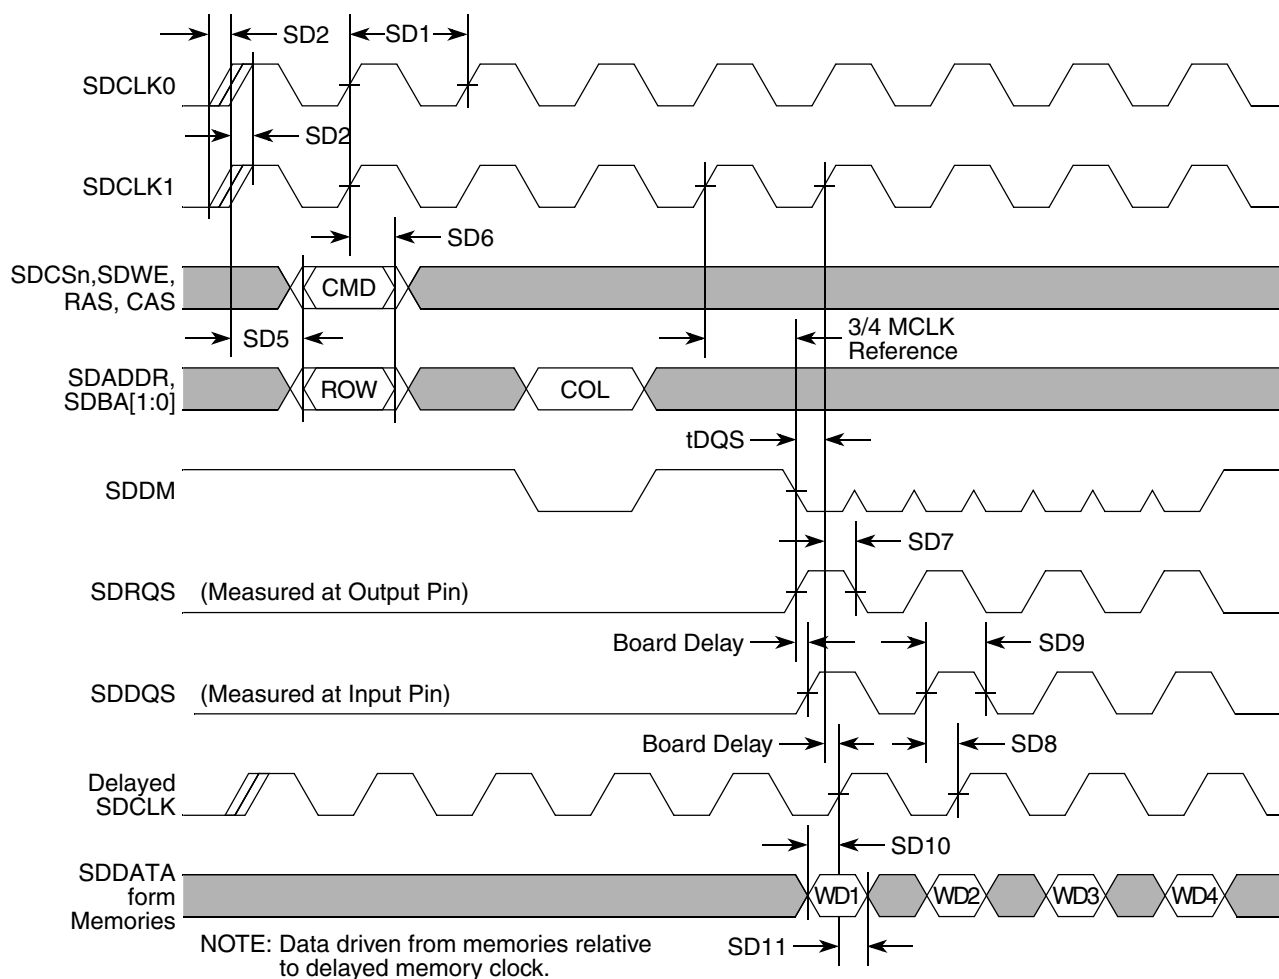 SD2
SD1
SDCLK0
SD2
SDCLK1
SD6
SDCSn,SDWE,
RAS, CAS
CMD
SD5
3/4 MCLK
Reference
SDADDR,
SDBA[1:0]
ROW
COL
tDQS
SDDM
SD7
SDRQS (Measured at Output Pin)
Board Delay
SD9
SDDQS (Measured at Input Pin)
Board Delay
SD8
Delayed
SDCLK
SD10
SDDATA
form
Memories
WD1
WD2
WD3
WD4
NOTE: Data driven from memories relative
to delayed memory clock.
SD11